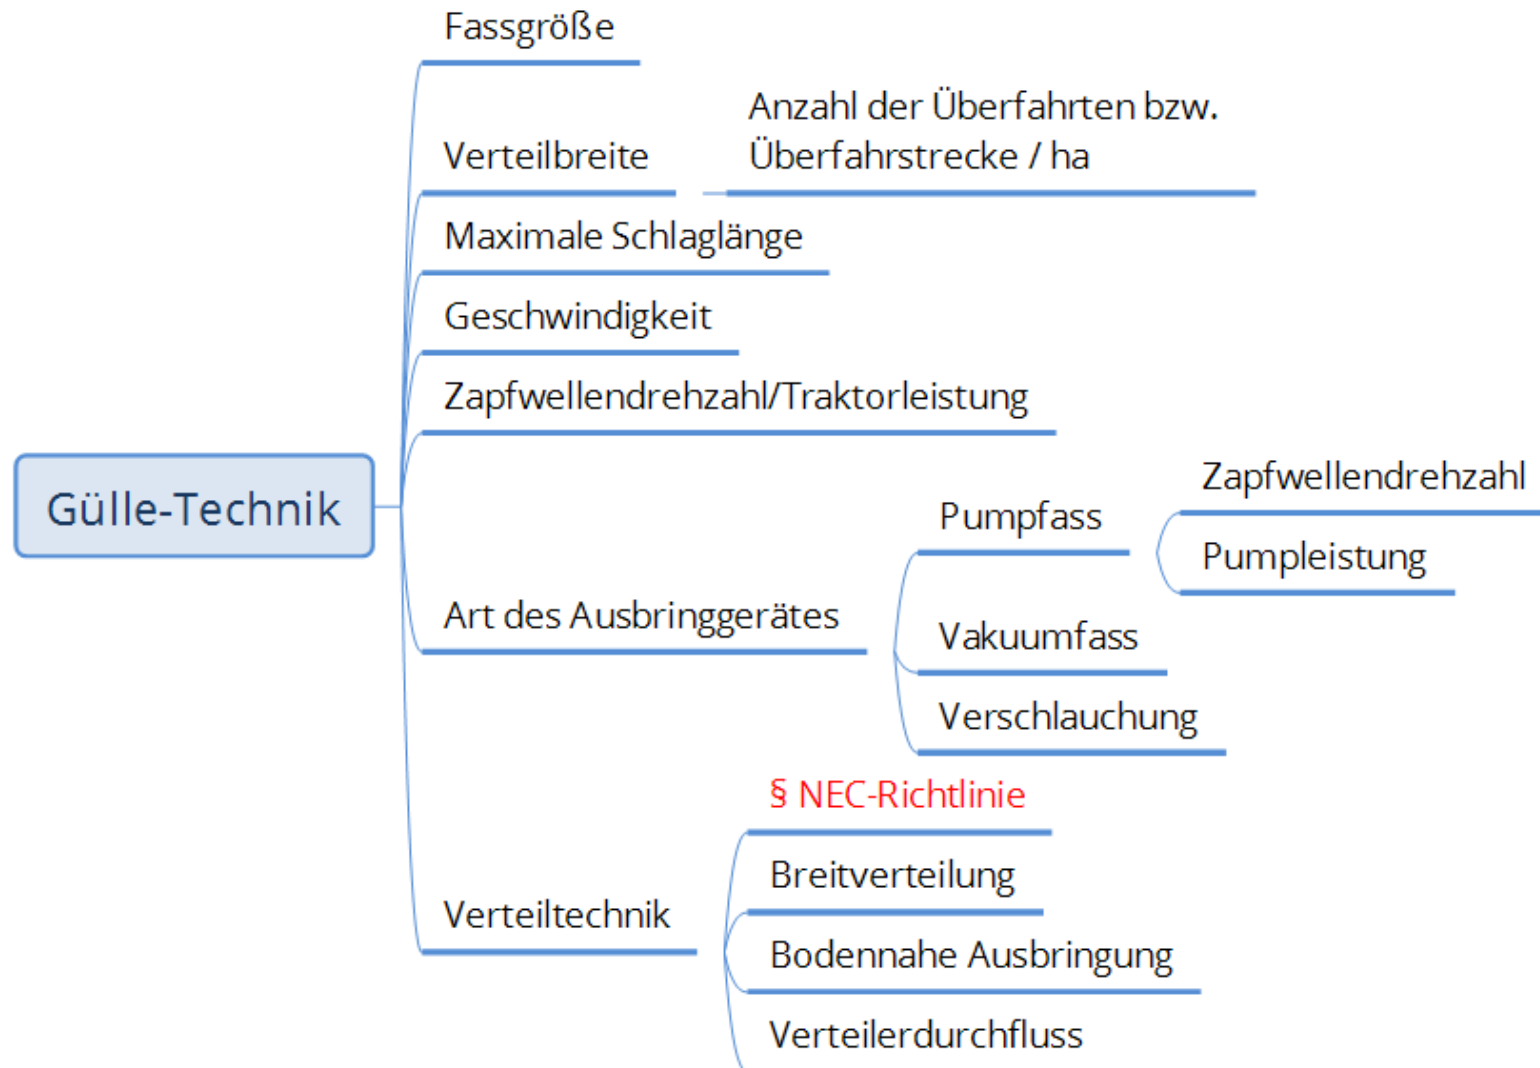 Gülle-Technik
Fassgröße
Verteilbreite
Anzahl der Überfahrten bzw.
Überfahrstrecke / ha
Maximale Schlaglänge
Geschwindigkeit
Zapfwellendrehzahl/Traktorleistung
Art des Ausbringgerätes
Pumpfass
Zapfwellendrehzahl
Pumpleistung
Vakuumfass
Verschlauchung
Verteiltechnik
§ NEC-Richtlinie
Breitverteilung
Bodennahe Ausbringung
Verteilerdurchfluss